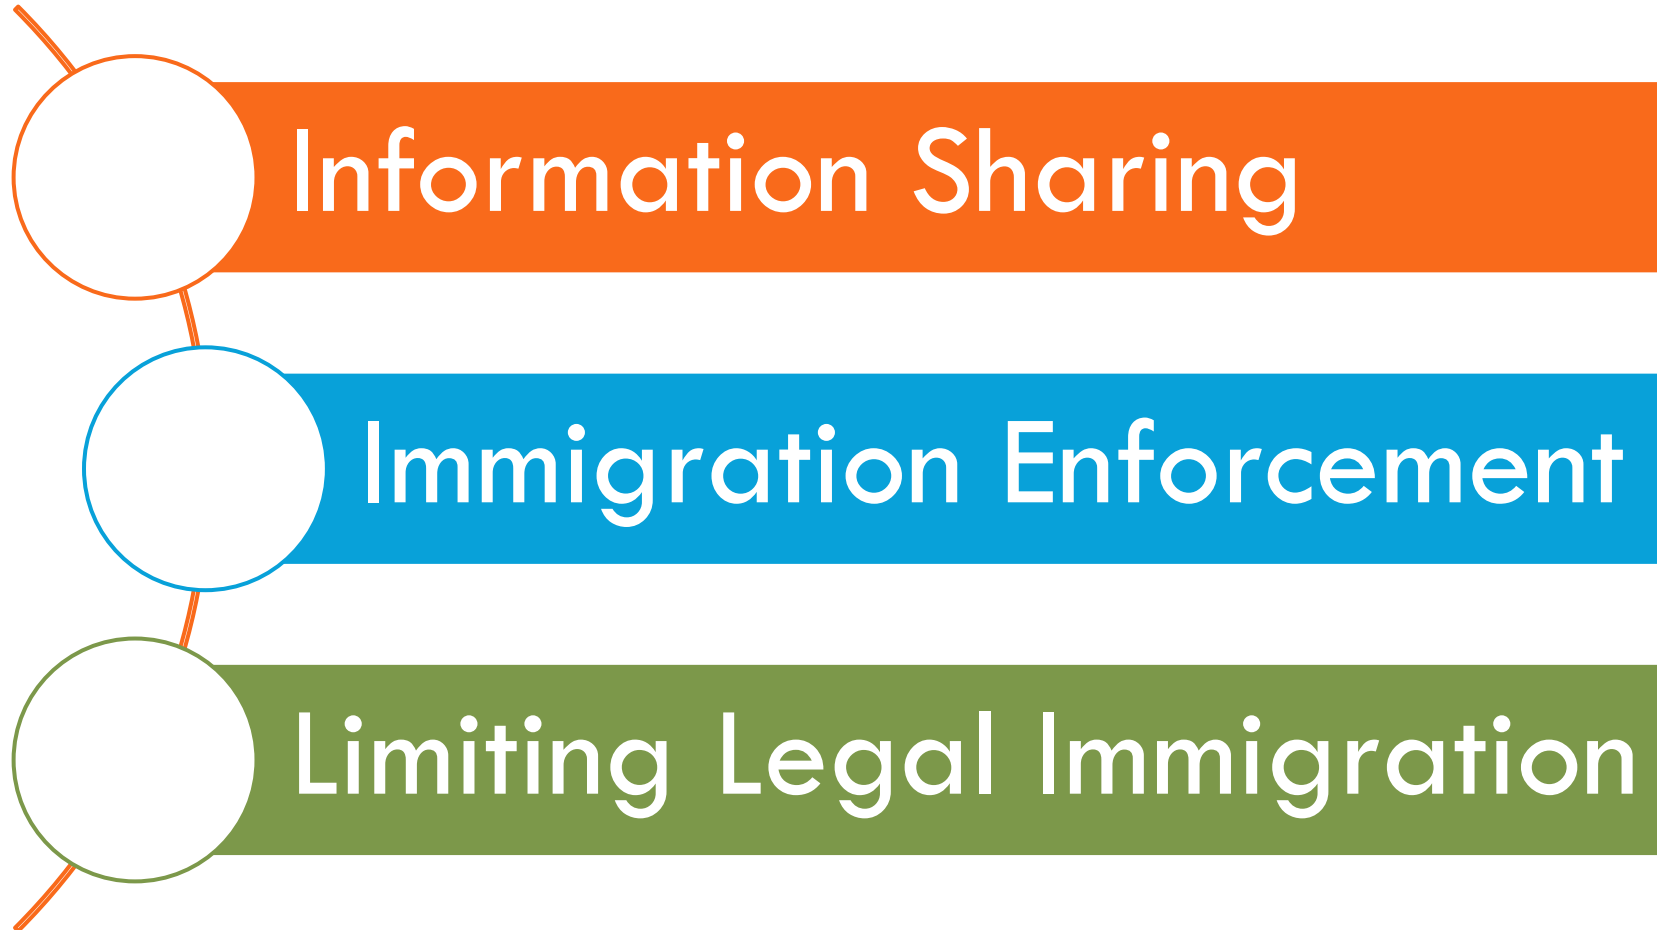 Information Sharing
Immigration Enforcement
Limiting Legal Immigration